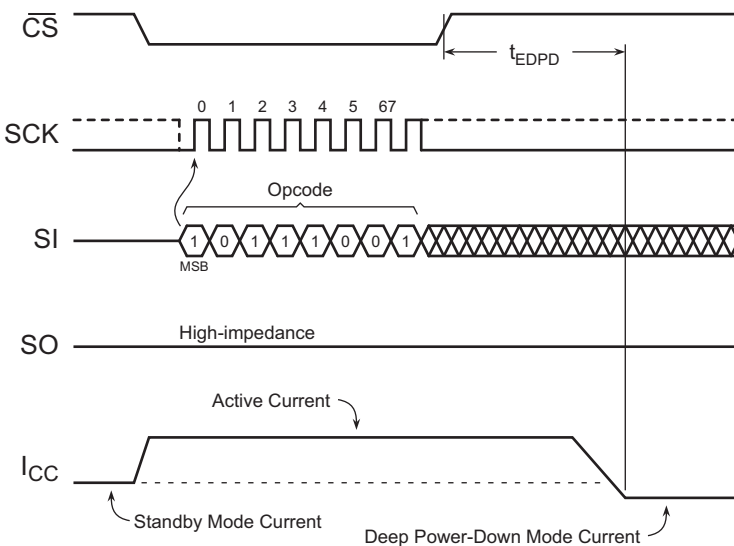 CS
tEDPD
0 1 2 3 4 5 67
SCK
Opcode
SI
1 0 1 1 1 0 0 1
MSB
High-impedance
SO
Active Current
ICC
Standby Mode Current
Deep Power-Down Mode Current